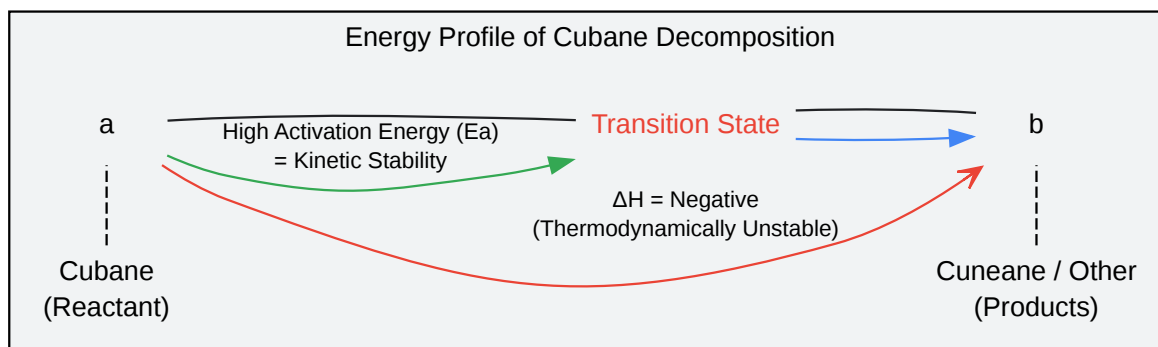 Energy Profile of Cubane Decomposition
a
High Activation Energy (Ea)
= Kinetic Stability
Transition State
b
ΔH = Negative
(Thermodynamically Unstable)
Cubane
(Reactant)
Cuneane / Other
(Products)